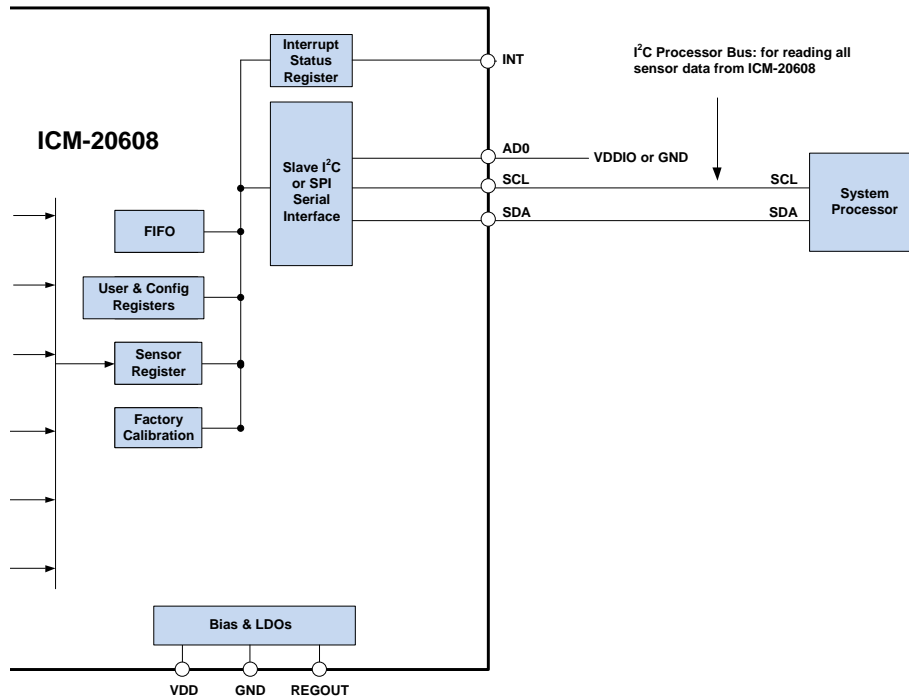 Interrupt
Status
Register
INT
I²C Processor Bus: for reading all
sensor data from ICM-20608
ICM-20608
Slave I²C
or SPI
Serial
Interface
AD0
VDDIO or GND
SCL
SCL
SDA
SDA
System
Processor
FIFO
User & Config
Registers
Sensor
Register
Factory
Calibration
Bias & LDOs
VDD
GND
REGOUT